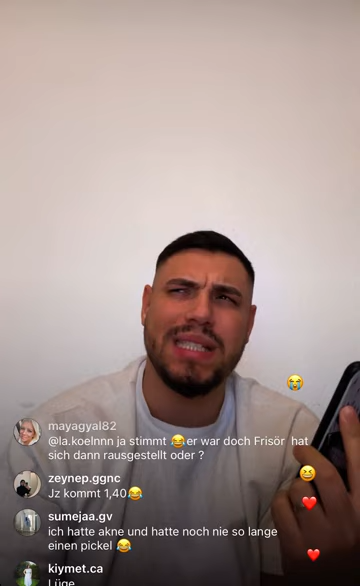 mayagyal82
@la.koelnnn ja stimmt 😂er war doch Frisör hat
sich dann rausgestellt oder ?
zeynep.ggnc
Jz kommt 1,40😂
sumejaa.gv
ich hatte akne und hatte noch nie so lange
einen pickel 😂
kiymet.ca
Lüge